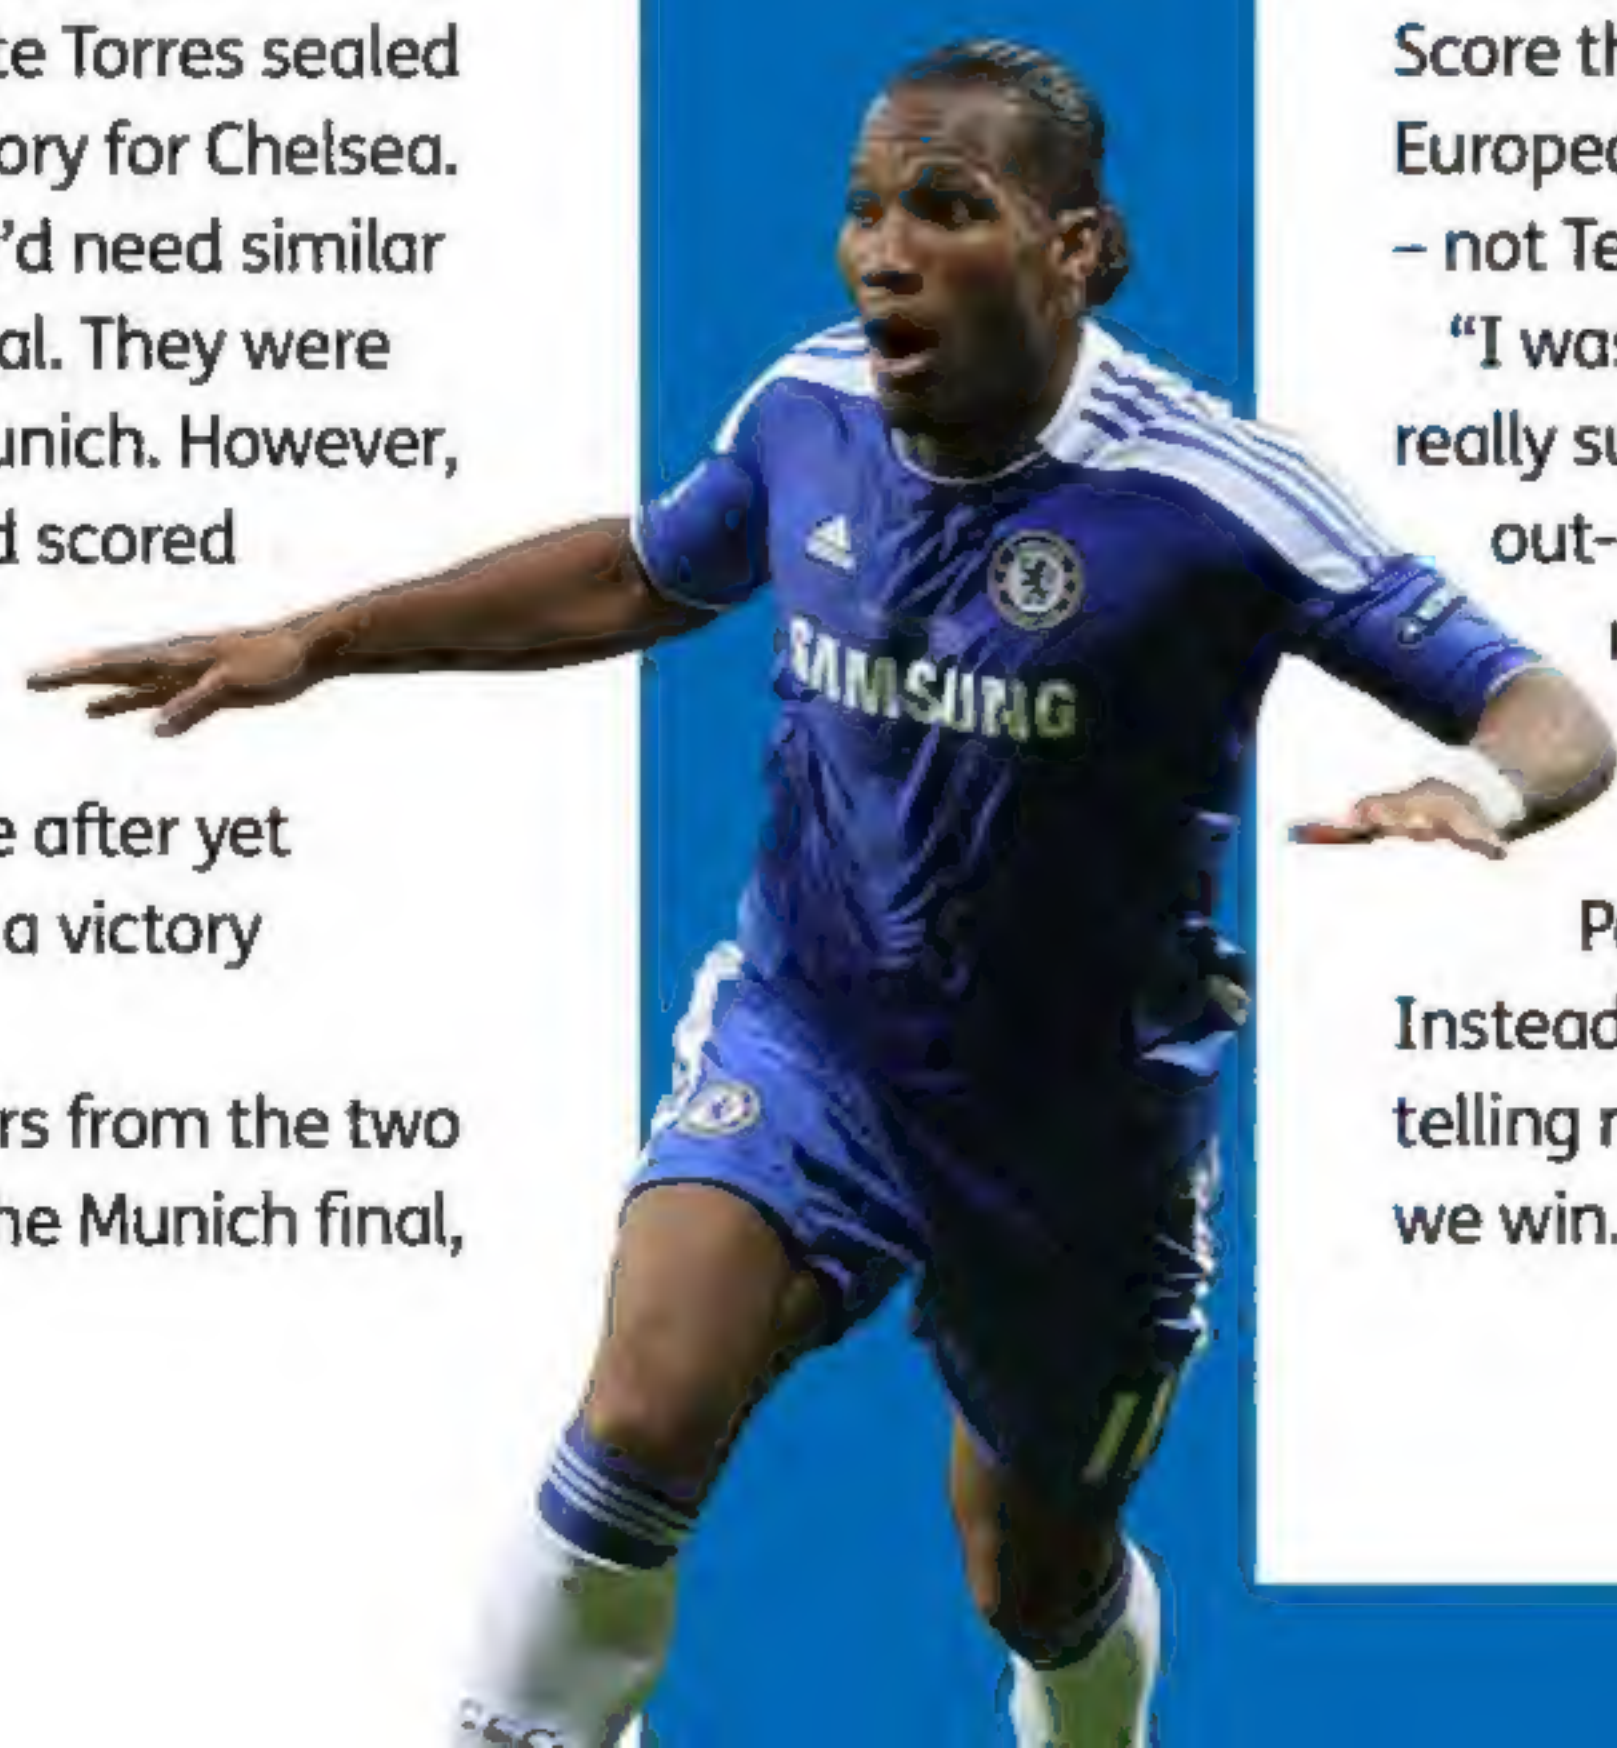 te Torres sealed
ory for Chelsea.
'd need similar
al. They were
unich. However,
d scored
e after yet
a victory
rs from the two
he Munich final,
SAMSUNG
11
Score th
Europea
– not Te
“I was
really su
out-
Instead
telling
we win.